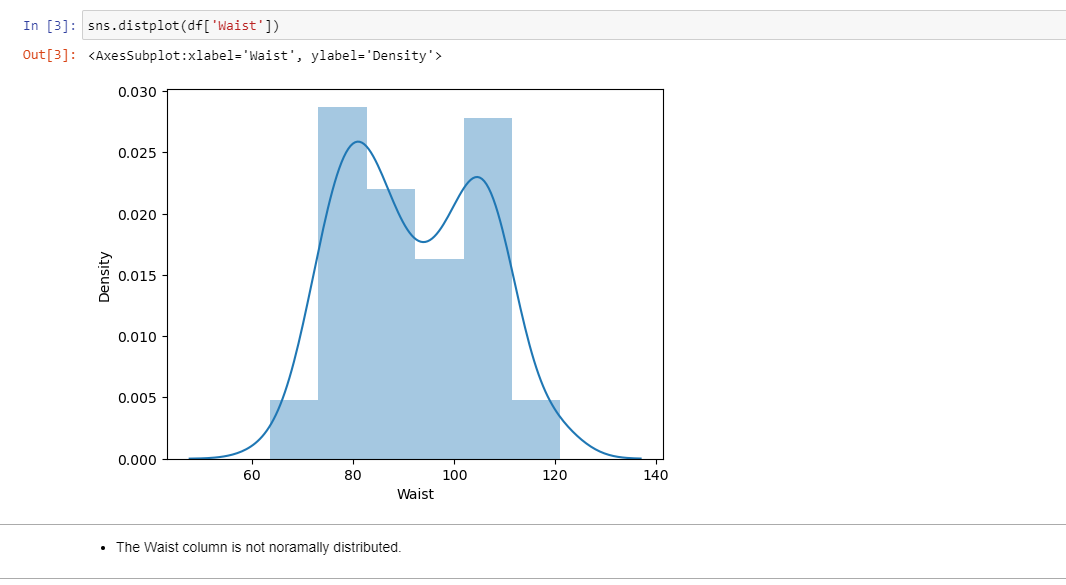 In [3]: sns.distplot(df['Waist'])
Out[3]: <AxesSubplot:xlabel='Waist', ylabel='Density'>
0.030
0.025
0.020
0.015
0.010
0.005
0.000
Density
60 80 100 120 140
Waist
• The Waist column is not noramally distributed.